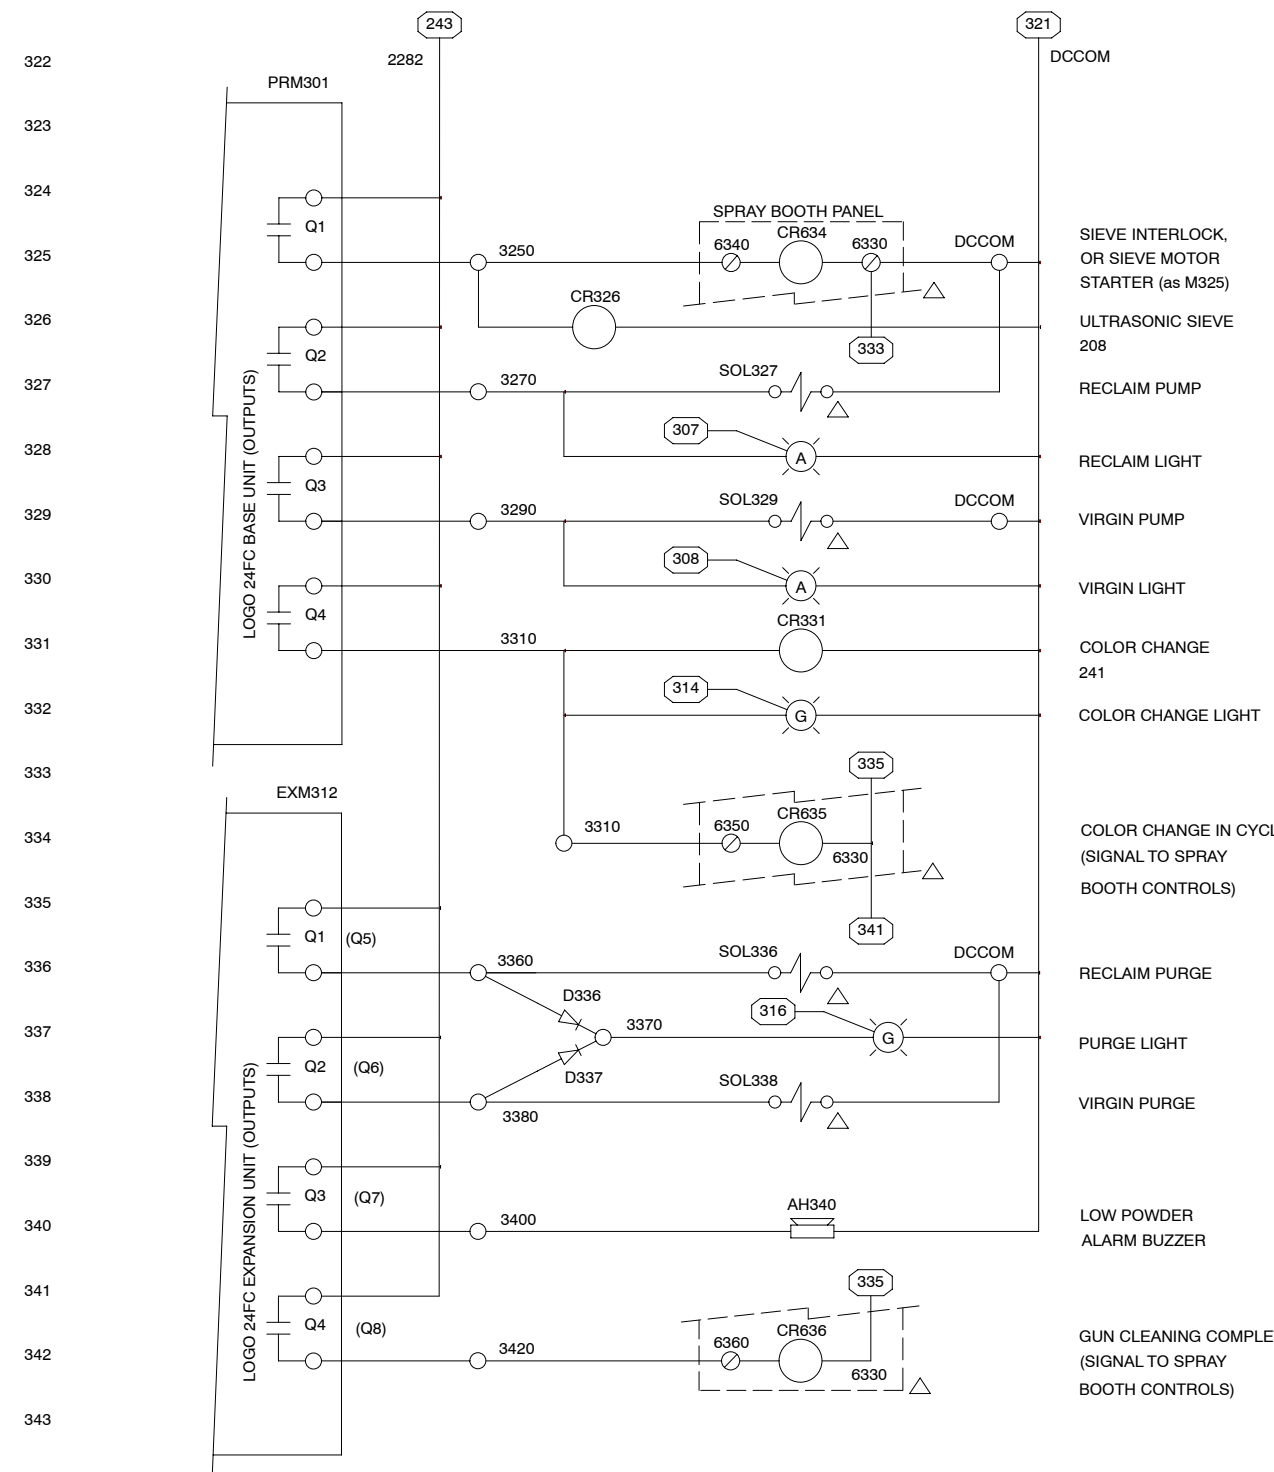 243
321
322
2282
DCCOM
PRM301
323
324
SPRAY BOOTH PANEL
Q1
CR634
SIEVE INTERLOCK,
325
3250
6340
6330
DCCOM
OR SIEVE MOTOR
STARTER (as M325)
CR326
326
ULTRASONIC SIEVE
Q2
333
208
327
3270
SOL327
RECLAIM PUMP
LOGO 24FC BASE UNIT (OUTPUTS)
307
328
A
RECLAIM LIGHT
Q3
329
3290
SOL329
DCCOM
VIRGIN PUMP
308
330
A
VIRGIN LIGHT
Q4
CR331
331
3310
COLOR CHANGE
241
314
332
G
COLOR CHANGE LIGHT
333
335
EXM312
CR635
334
3310
6350
6330
COLOR CHANGE IN CYCL
(SIGNAL TO SPRAY
BOOTH CONTROLS)
335
341
Q1
(Q5)
336
3360
SOL336
DCCOM
RECLAIM PURGE
D336
316
337
3370
G
PURGE LIGHT
Q2
(Q6)
D337
SOL338
338
3380
VIRGIN PURGE
LOGO 24FC EXPANSION UNIT (OUTPUTS)
339
Q3
(Q7)
AH340
LOW POWDER
340
3400
ALARM BUZZER
341
335
Q4
(Q8)
CR636
GUN CLEANING COMPLE
342
3420
6360
6330
(SIGNAL TO SPRAY
BOOTH CONTROLS)
343